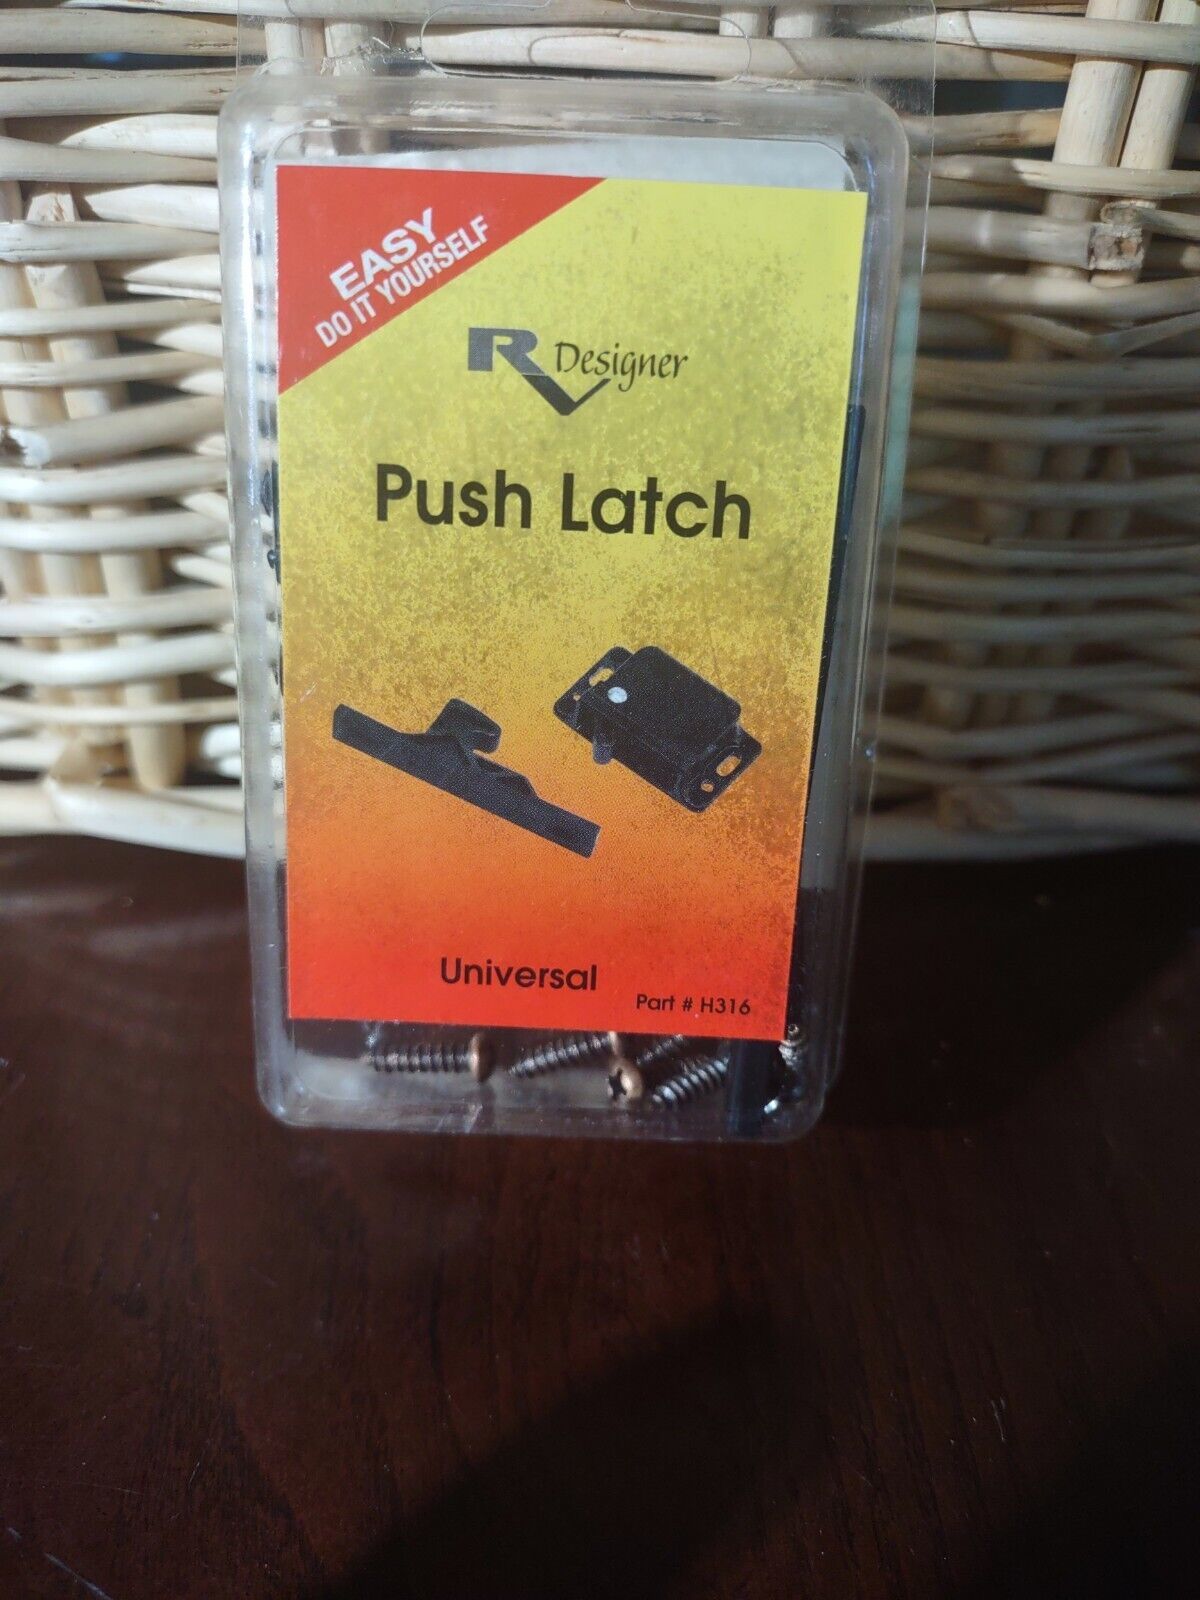 EASY
DO IT YOURSELF
RV Designer
Push Latch
Universal
Part # H316